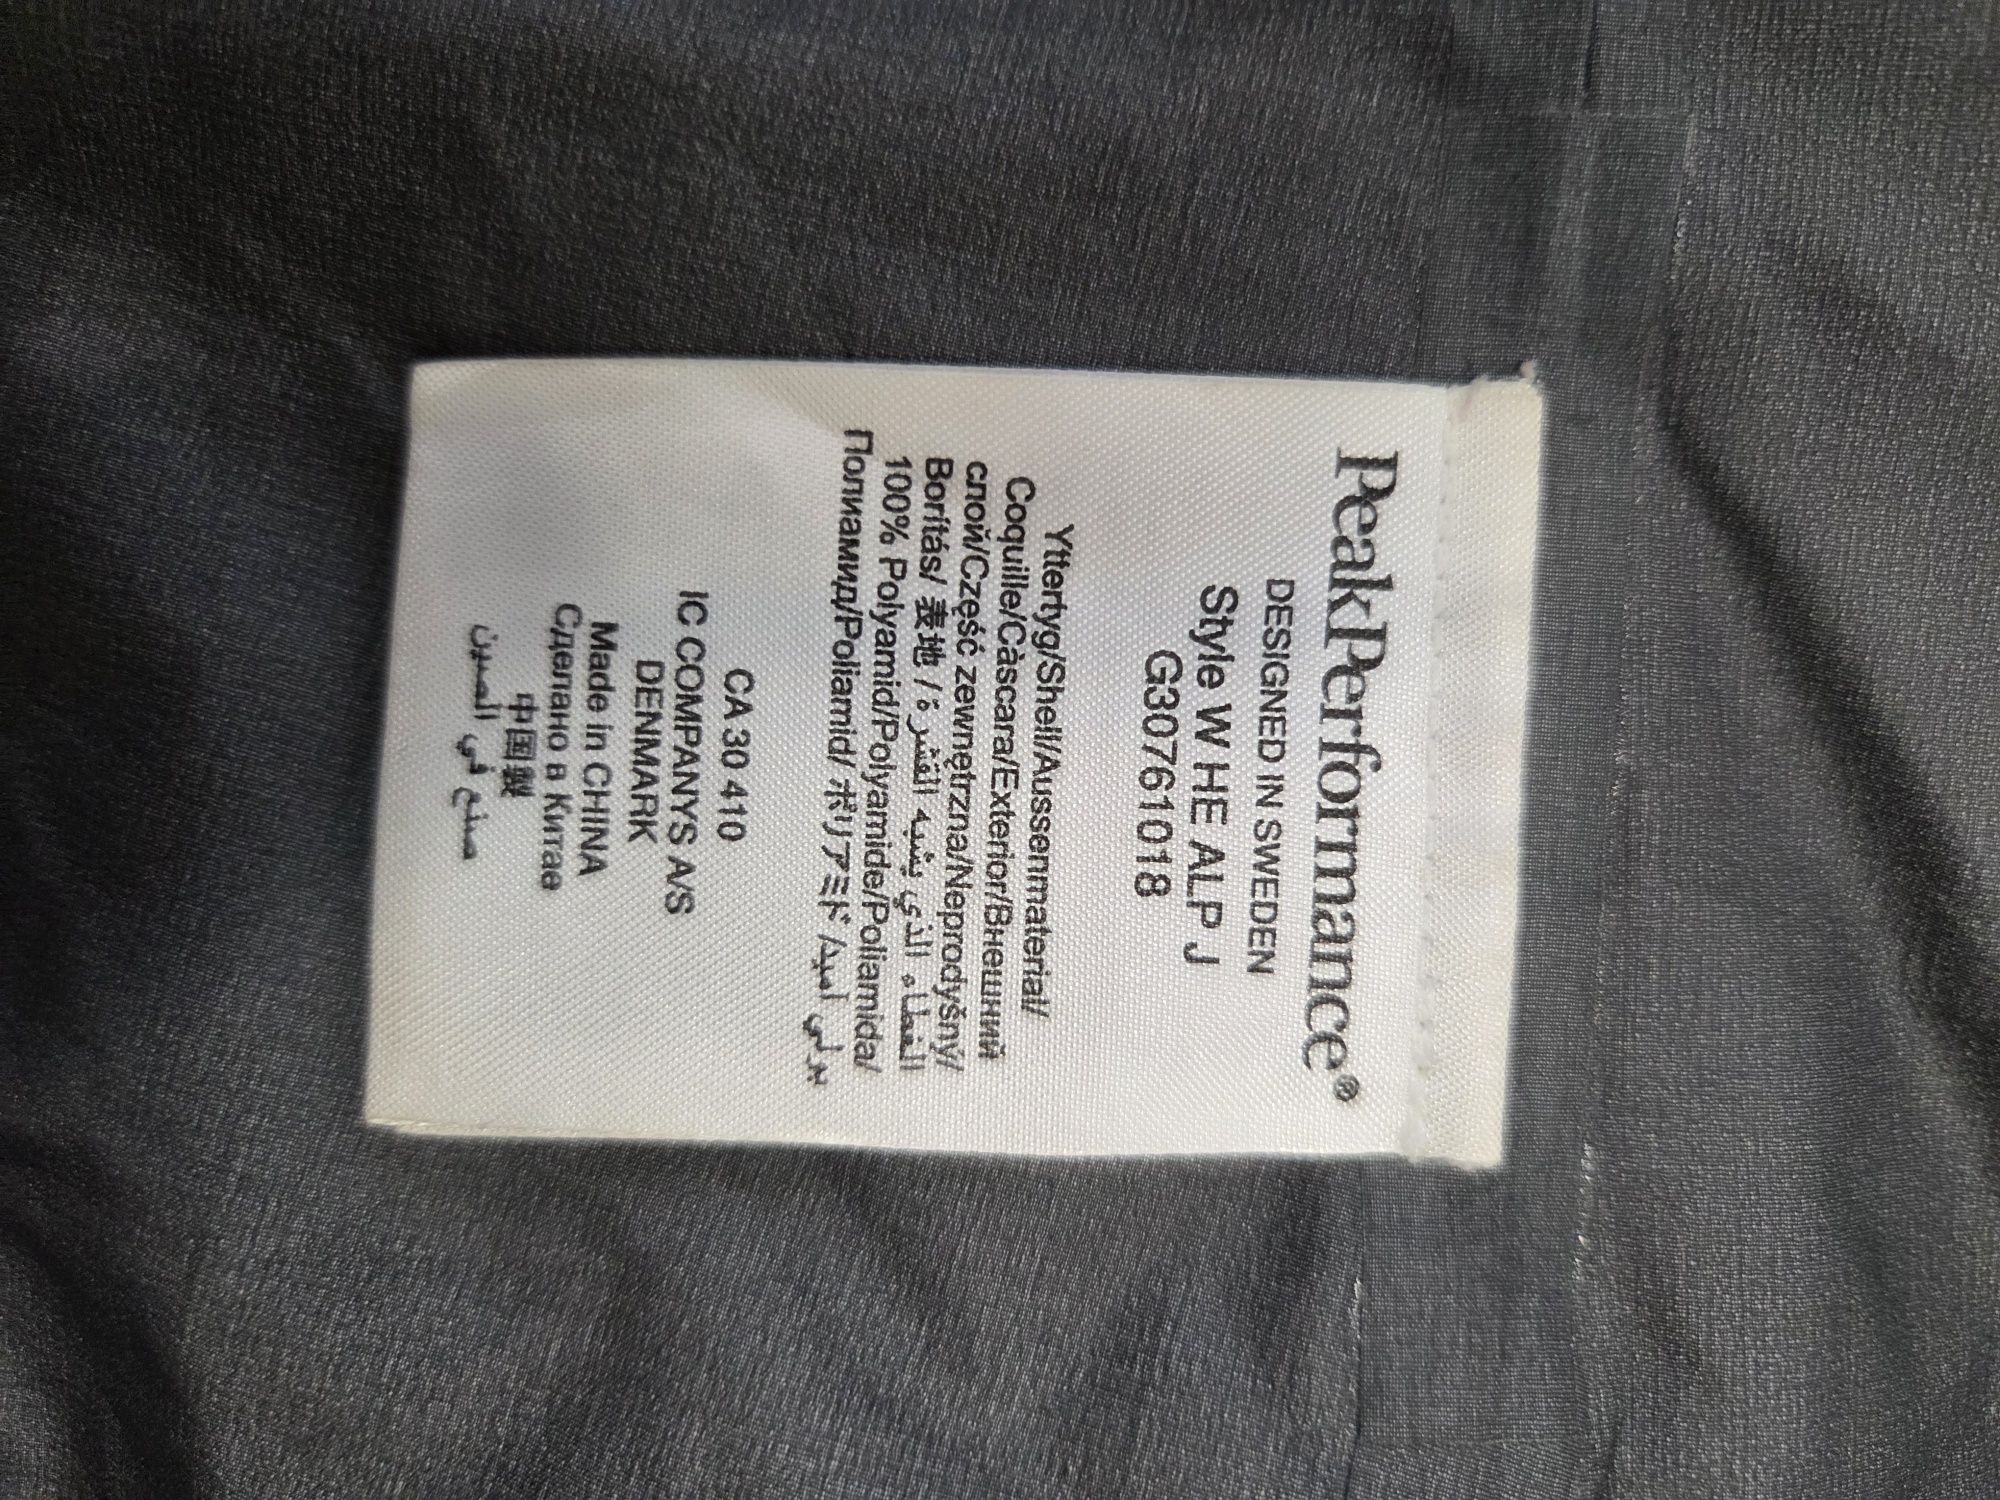 PeakPerformance®
DESIGNED IN SWEDEN
Style W HE ALP J
G30761018
Yttertyg/Shell/Aussenmaterial/
Coquille/Càscara/Exterior/Внешний
слой/Część zewnętrzna/Neprodyšný/
Borítás/ 表地 / الغطاء الذي يشبه القشرة
100% Polyamid/Polyamide/Poliamida/
Полиамид/Poliamid/ ポリアミド /بولي أميد
CA 30 410
IC COMPANYS A/S
DENMARK
Made in CHINA
Сделано в Китае
中国製
صنع في الصين